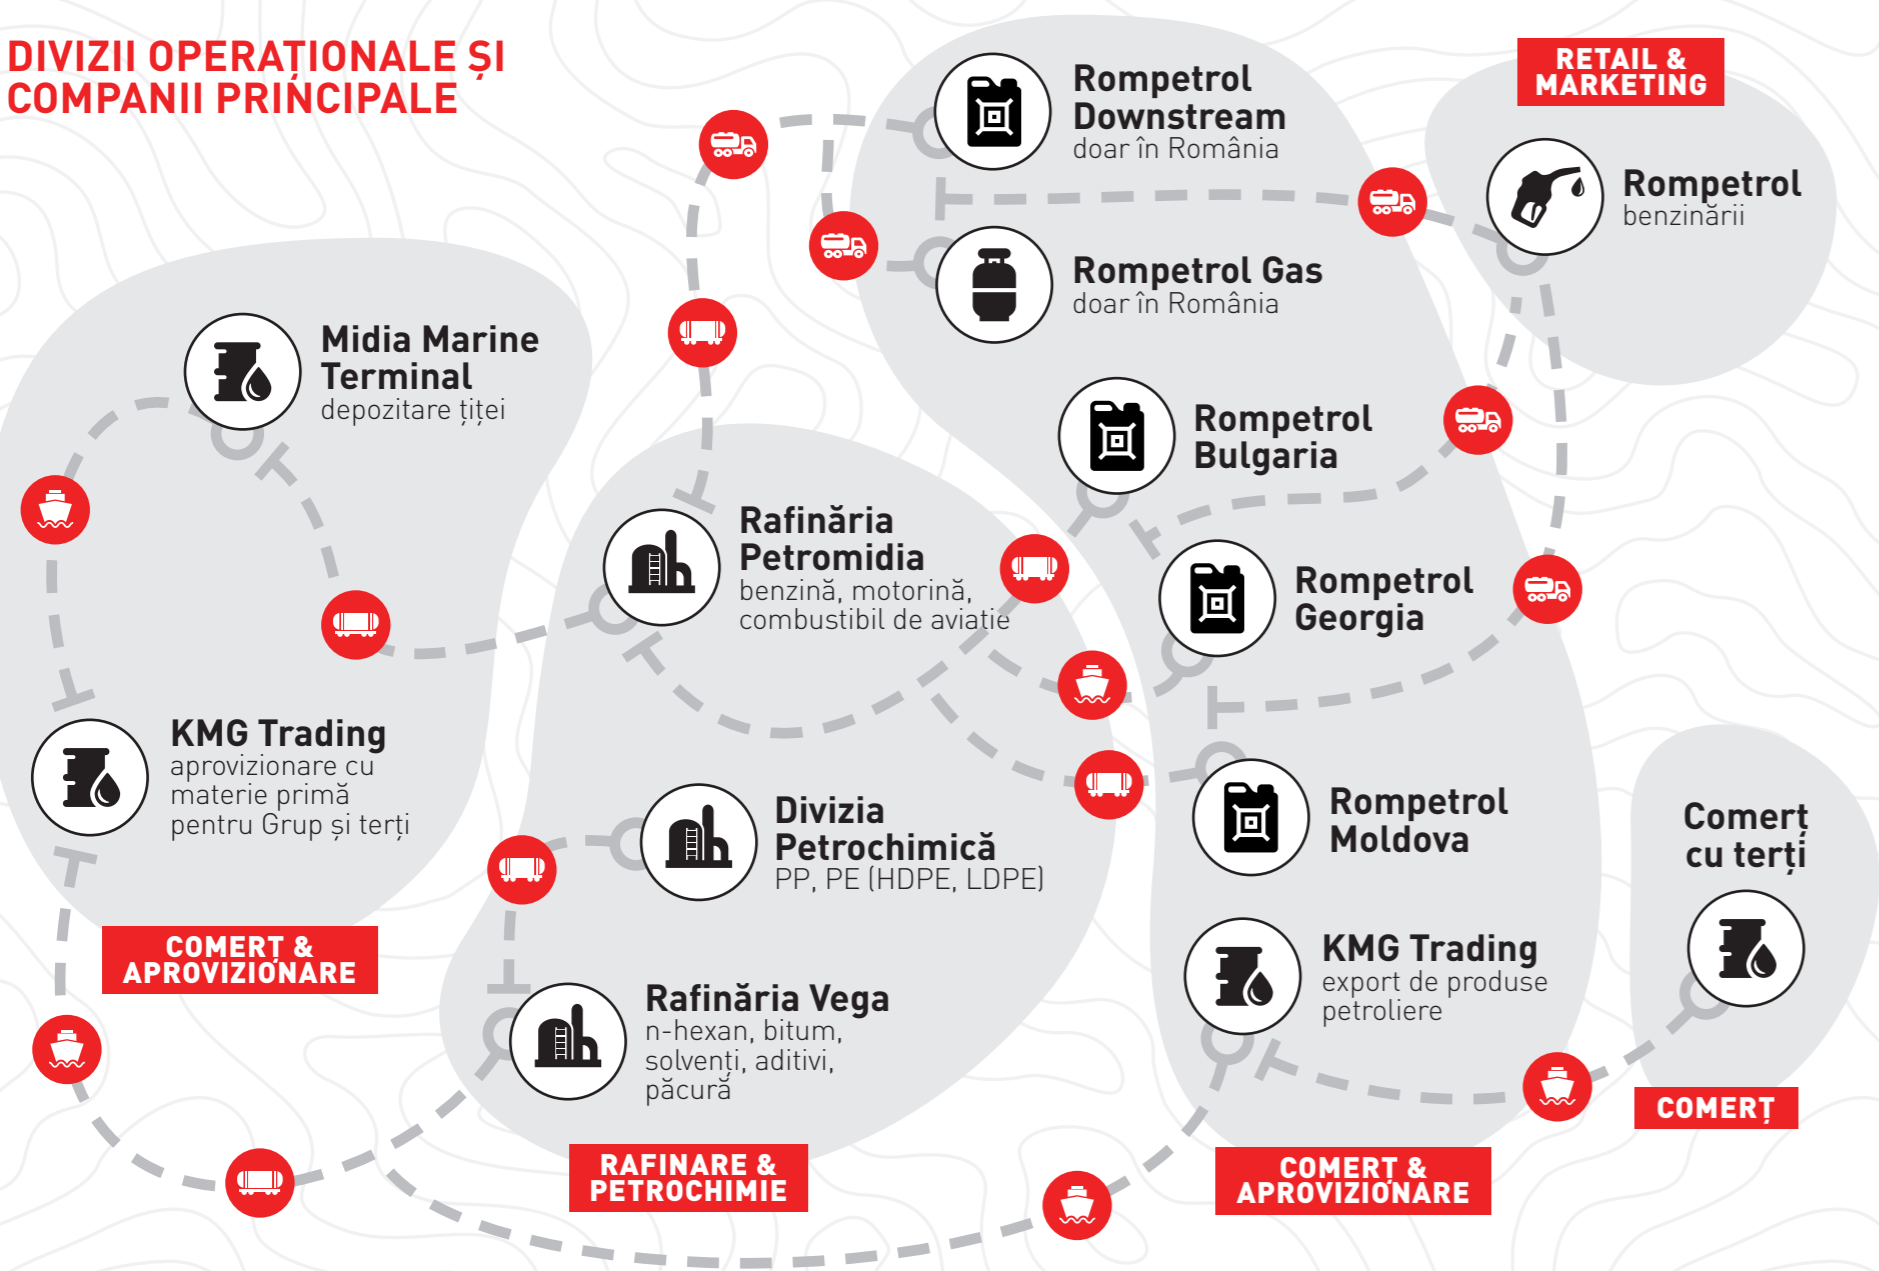 DIVIZII OPERAȚIONALE ȘI
COMPANII PRINCIPALE
Rompetrol
Downstream
doar în România
RETAIL &
MARKETING
Rompetrol
benzinării
Rompetrol Gas
doar în România
Midia Marine
Terminal
depozitare țiței
Rompetrol
Bulgaria
Rafinăria
Petromidia
benzină, motorină,
combustibil de aviație
Rompetrol
Georgia
KMG Trading
aprovizionare cu
materie primă
pentru Grup și terți
Divizia
Petrochimică
PP, PE (HDPE, LDPE)
Rompetrol
Moldova
Comerț
cu terți
COMERȚ &
APROVIZIONARE
KMG Trading
export de produse
petroliere
Rafinăria Vega
n-hexan, bitum,
solvenți, aditivi,
păcură
COMERȚ
RAFINARE &
PETROCHIMIE
COMERȚ &
APROVIZIONARE